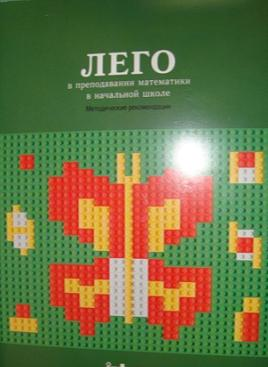 ЛЕГО
в преподавании математики
в начальной школе
Методические рекомендации